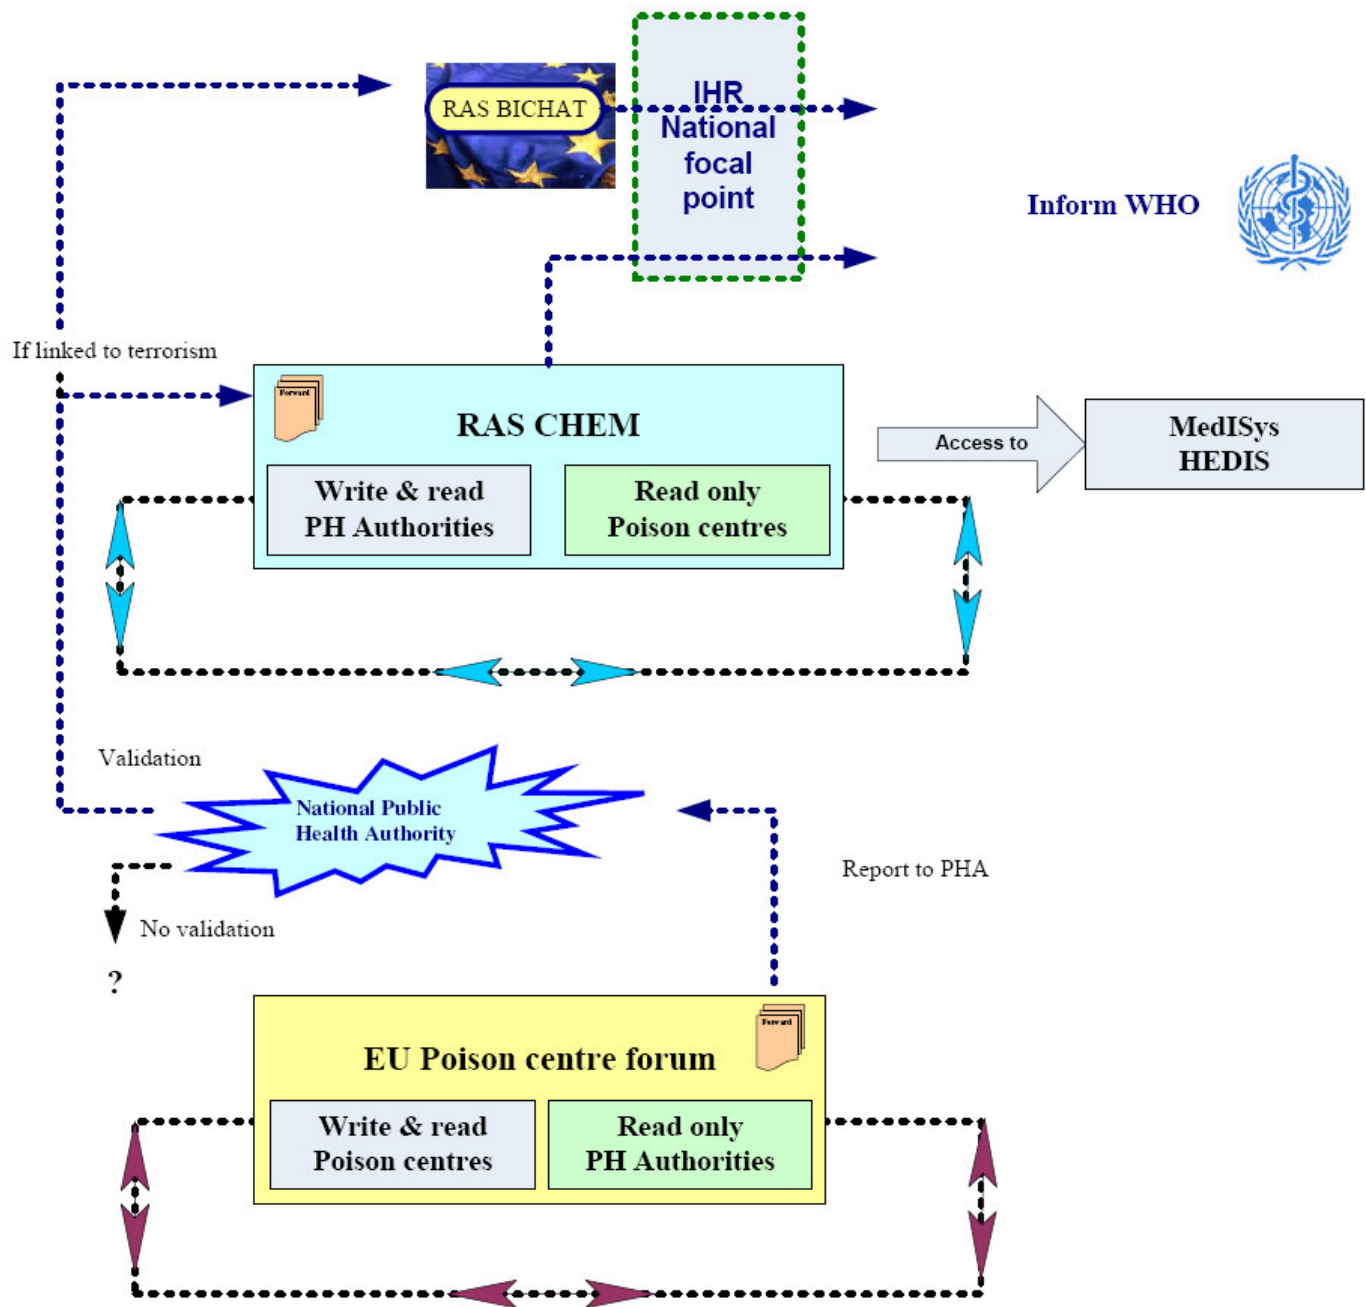 RAS BICHAT
IHR
National
focal
point
Inform WHO
If linked to terrorism
Forward
RAS CHEM
Write & read
PH Authorities
Read only
Poison centres
Access to
MedISys
HEDIS
Validation
National Public
Health Authority
Report to PHA
No validation
?
Forward
EU Poison centre forum
Write & read
Poison centres
Read only
PH Authorities